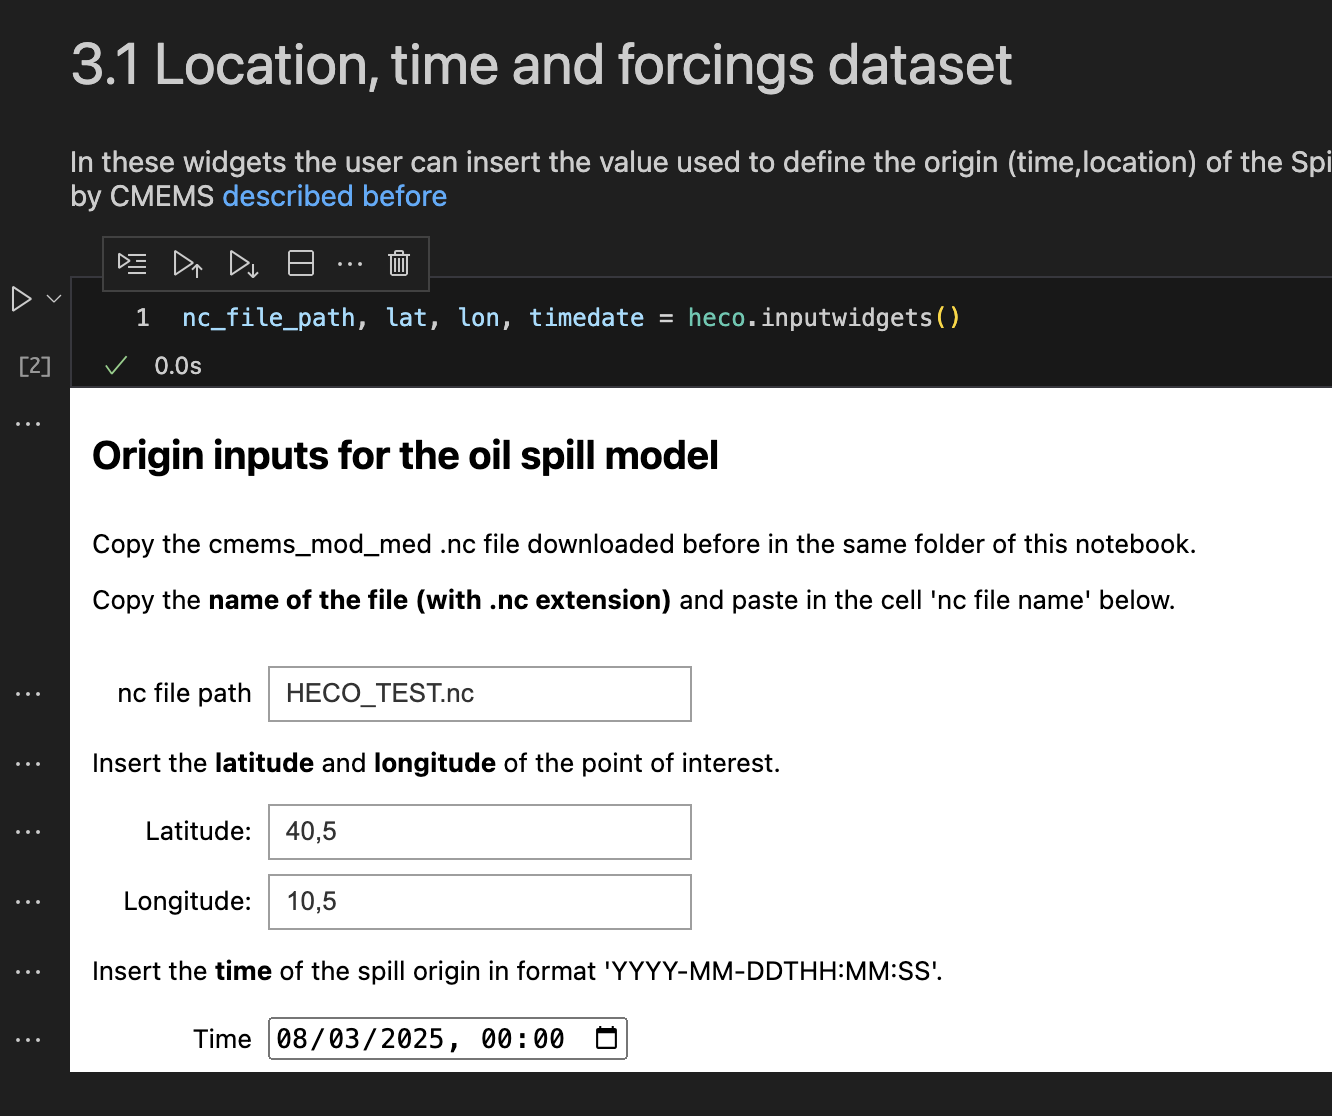 3.1 Location, time and forcings dataset
In these widgets the user can insert the value used to define the origin (time,location) of the Spi
by CMEMS described before
1 nc_file_path, lat, lon, timedate = heco.inputwidgets()
[2] 0.0s
Origin inputs for the oil spill model
Copy the cmems_mod_med .nc file downloaded before in the same folder of this notebook.
Copy the name of the file (with .nc extension) and paste in the cell 'nc file name' below.
nc file path HECO_TEST.nc
Insert the latitude and longitude of the point of interest.
Latitude: 40,5
Longitude: 10,5
Insert the time of the spill origin in format 'YYYY-MM-DDTHH:MM:SS'.
Time 08/03/2025, 00:00